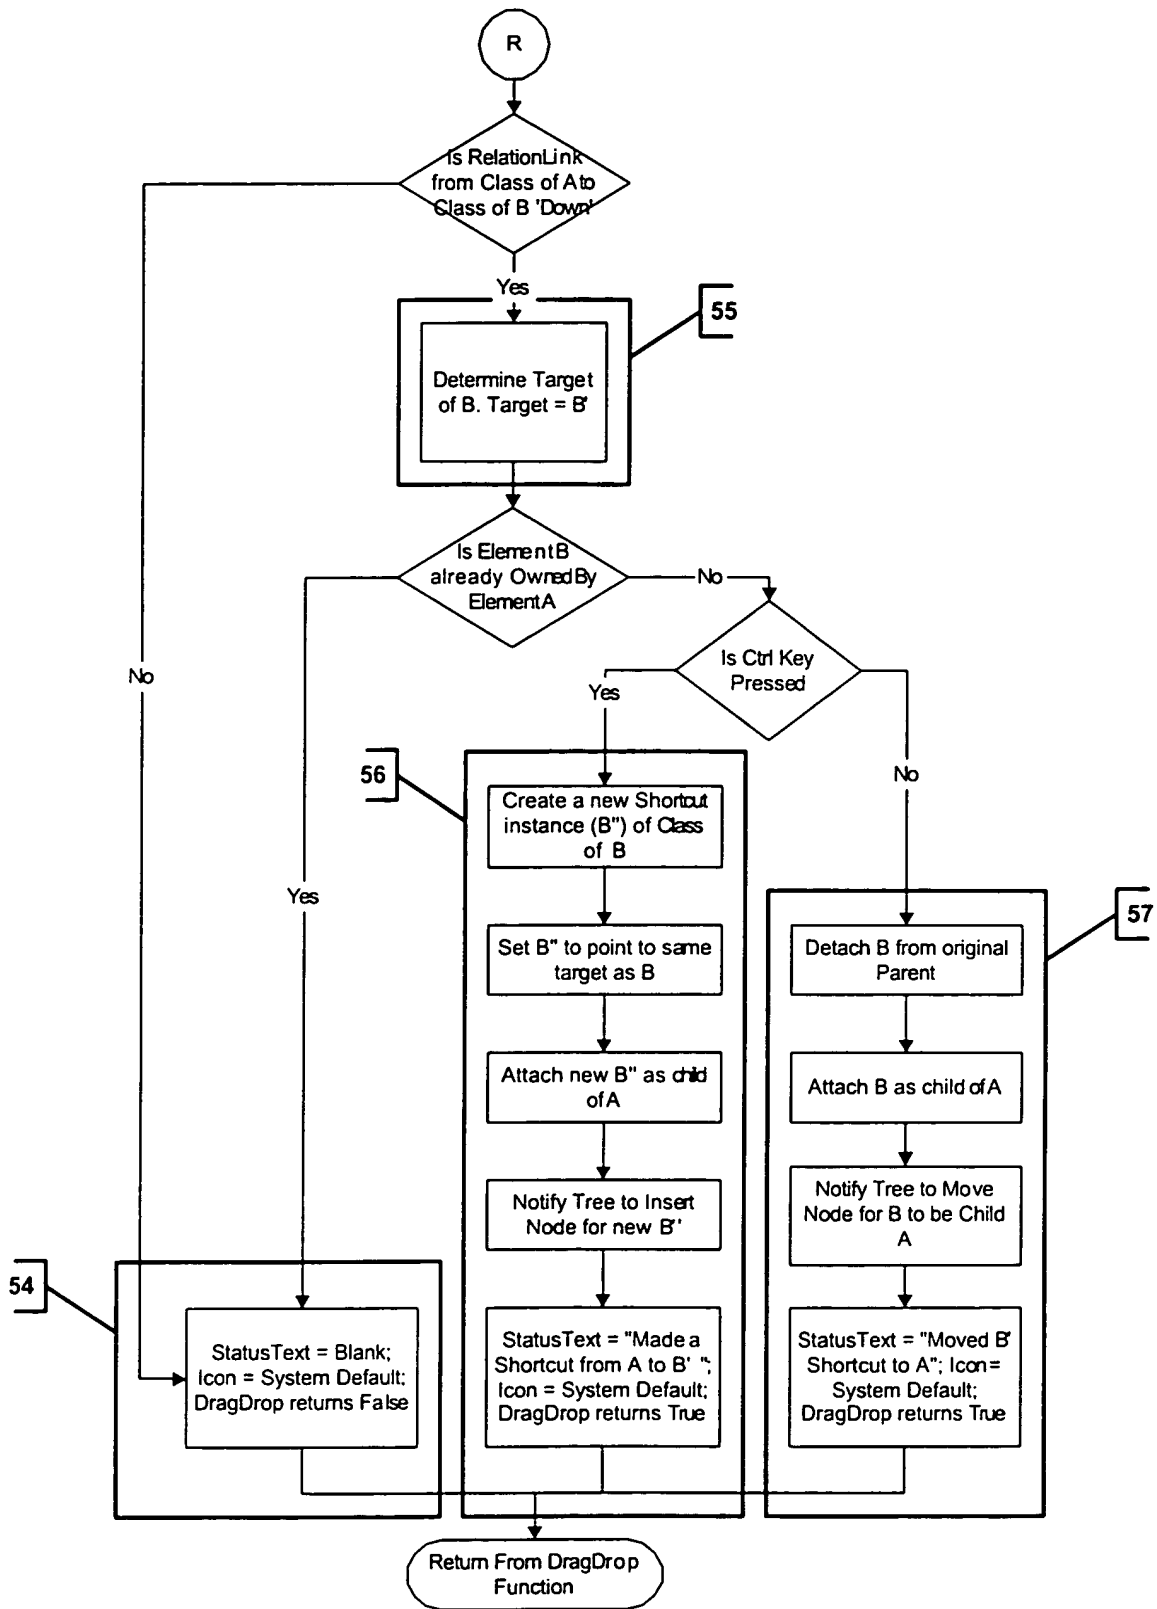 R
Is RelationLink
from Class of A to
Class of B 'Down'
Yes
55
Determine Target
of B. Target = B'
Is Element B
already OwnedBy
Element A
No
Is Ctrl Key
Pressed
No
Yes
56
No
Create a new Shortcut
instance (B") of Class
of B
Yes
57
Set B" to point to same
target as B
Detach B from original
Parent
Attach new B" as child
of A
Attach B as child of A
Notify Tree to Insert
Node for new B"
Notify Tree to Move
Node for B to be Child
A
54
StatusText = Blank;
Icon = System Default;
DragDrop returns False
StatusText = "Made a
Shortcut from A to B' ";
Icon = System Default;
DragDrop returns True
StatusText = "Moved B'
Shortcut to A"; Icon=
System Default;
DragDrop returns True
Return From DragDrop
Function